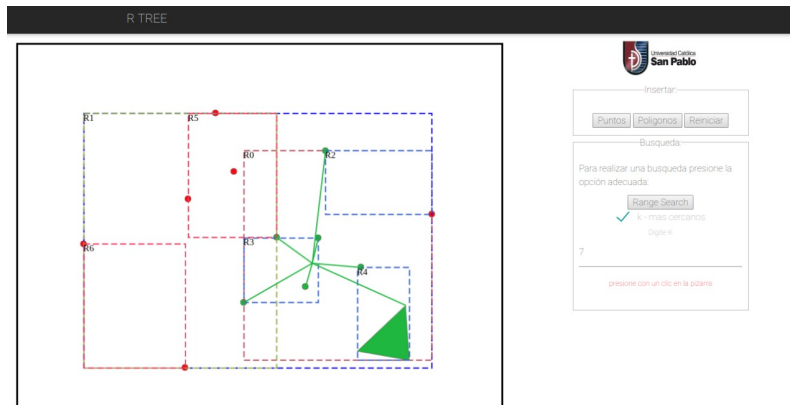 R TREE
Universidad Católica
San Pablo
Insertar:
Puntos Poligonos Reiniciar
Busqueda:
Para realizar una busqueda presione la
opción adecuada:
Range Search
k - mas cercanos
Digite K
7
presione con un clic en la pizarra
R1
R5
R0
R2
R3
R6
R4